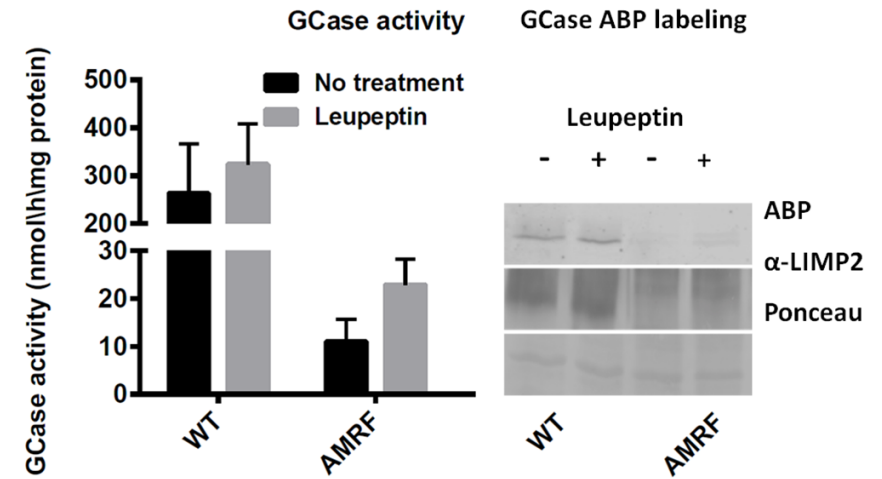 GCase activity
GCase activity (nmol\h\mg protein)
500
400
300
200
30
20
10
0
No treatment
Leupeptin
WT
AMRF
GCase ABP labeling
Leupeptin
- + - +
ABP
α-LIMP2
Ponceau
WT
AMRF